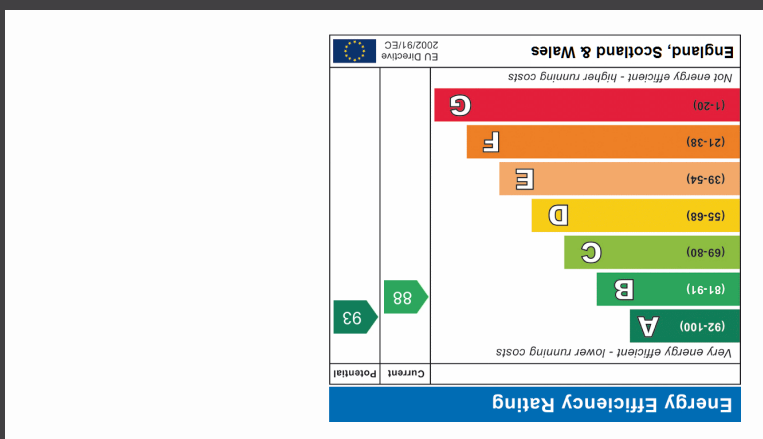 Energy Efficiency Rating
Current Potential
Very energy efficient - lower running costs
(92-100) A
93
(81-91) B
88
(69-80) C
(55-68) D
(39-54) E
(21-38) F
(1-20) G
Not energy efficient - higher running costs
England, Scotland & Wales
EU Directive
2002/91/EC